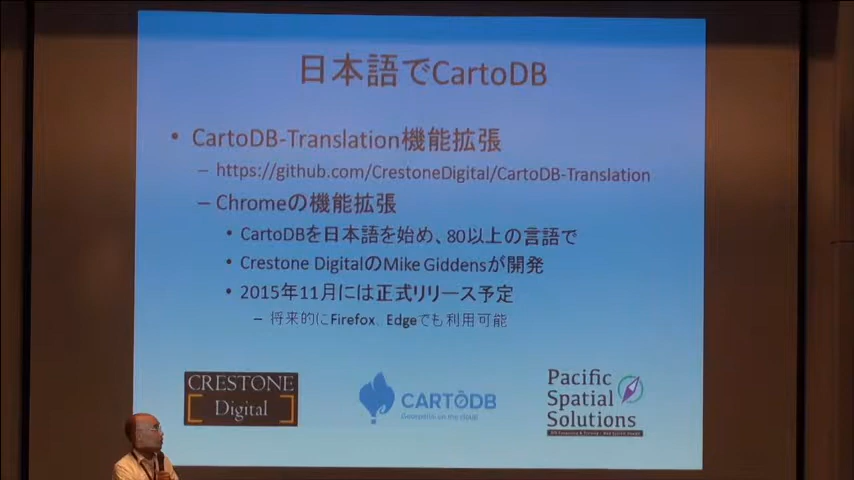 日本語でCartoDB
• CartoDB-Translation機能拡張
– https://github.com/CrestoneDigital/CartoDB-Translation
– Chromeの機能拡張
• CartoDBを日本語を始め、80以上の言語で
• Crestone DigitalのMike Giddensが開発
• 2015年11月には正式リリース予定
– 将来的にFirefox、Edgeでも利用可能
CRESTONE
Digital
CARTODB
Geospatial on the cloud
Pacific
Spatial
Solutions